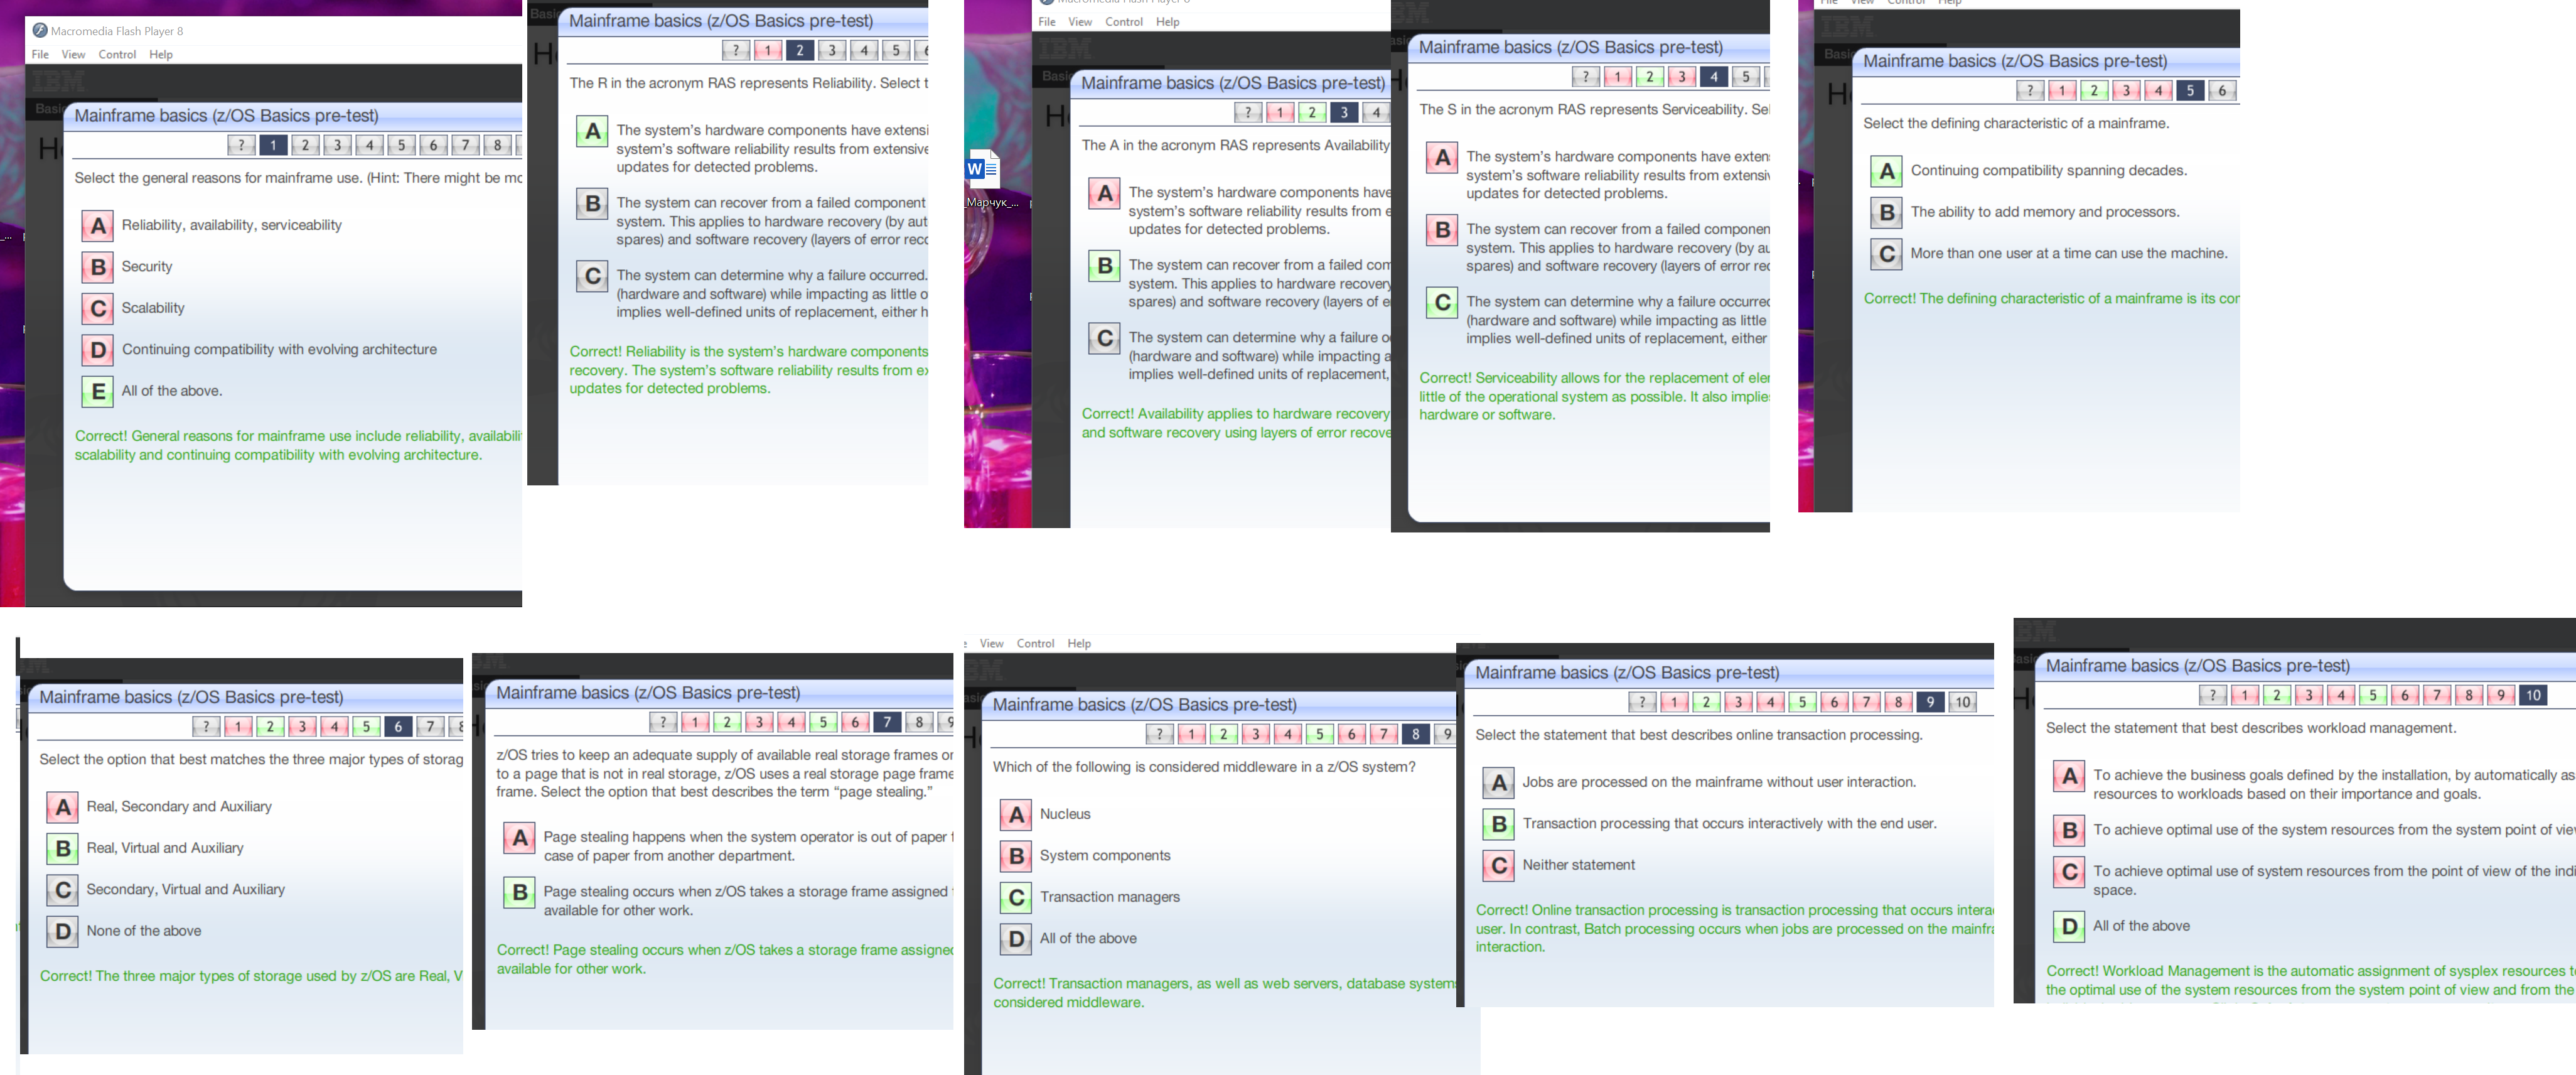 Macromedia Flash Player 8
File View Control Help
IBM
Mainframe basics (z/OS Basics pre-test)
? 1 2 3 4 5 6 7 8
Select the general reasons for mainframe use. (Hint: There might be
A Reliability, availability, serviceability
B Security
C Scalability
D Continuing compatibility with evolving architecture
E All of the above.
Correct! General reasons for mainframe use include reliability,
scalability and continuing compatibility with evolving architecture.
Mainframe basics (z/OS Basics pre-test)
? 1 2 3 4 5
The R in the acronym RAS represents Reliability. Select
A The system's hardware components have
system's software reliability results from extensive
updates for detected problems.
B The system can recover from a failed component
system. This applies to hardware recovery (by
spares) and software recovery (layers of error
C The system can determine why a failure occurred.
(hardware and software) while impacting as little
implies well-defined units of replacement, either
Correct! Reliability is the system's hardware components
recovery. The system's software reliability results from
updates for detected problems.
File View Control Help
IBM
W
_Марчук_...
Mainframe basics (z/OS Basics pre-test)
? 1 2 3 4
The A in the acronym RAS represents Availability
A The system's hardware components have
system's software reliability results from
updates for detected problems.
B The system can recover from a failed
system. This applies to hardware recovery
spares) and software recovery (layers of
C The system can determine why a failure
(hardware and software) while impacting
implies well-defined units of replacement,
Correct! Availability applies to hardware recovery
and software recovery using layers of error
Mainframe basics (z/OS Basics pre-test)
? 1 2 3 4 5
The S in the acronym RAS represents Serviceability.
A The system's hardware components have
system's software reliability results from
updates for detected problems.
B The system can recover from a failed
system. This applies to hardware recovery (by
spares) and software recovery (layers of error
C The system can determine why a failure
(hardware and software) while impacting as little
implies well-defined units of replacement, either
Correct! Serviceability allows for the replacement of
little of the operational system as possible. It also
hardware or software.
IBM
Mainframe basics (z/OS Basics pre-test)
? 1 2 3 4 5 6
Select the defining characteristic of a mainframe.
A Continuing compatibility spanning decades.
B The ability to add memory and processors.
C More than one user at a time can use the machine.
Correct! The defining characteristic of a mainframe is its
Mainframe basics (z/OS Basics pre-test)
? 1 2 3 4 5 6 7
Select the option that best matches the three major types of
A Real, Secondary and Auxiliary
B Real, Virtual and Auxiliary
C Secondary, Virtual and Auxiliary
D None of the above
Correct! The three major types of storage used by z/OS are Real,
Mainframe basics (z/OS Basics pre-test)
? 1 2 3 4 5 6 7 8 9
z/OS tries to keep an adequate supply of available real storage frames
to a page that is not in real storage, z/OS uses a real storage page frame
frame. Select the option that best describes the term “page stealing.”
A Page stealing happens when the system operator is out of paper
case of paper from another department.
B Page stealing occurs when z/OS takes a storage frame assigned
available for other work.
Correct! Page stealing occurs when z/OS takes a storage frame assigned
available for other work.
View Control Help
Mainframe basics (z/OS Basics pre-test)
? 1 2 3 4 5 6 7 8 9
Which of the following is considered middleware in a z/OS system?
A Nucleus
B System components
C Transaction managers
D All of the above
Correct! Transaction managers, as well as web servers, database
considered middleware.
Mainframe basics (z/OS Basics pre-test)
? 1 2 3 4 5 6 7 8 9 10
Select the statement that best describes online transaction processing.
A Jobs are processed on the mainframe without user interaction.
B Transaction processing that occurs interactively with the end user.
C Neither statement
Correct! Online transaction processing is transaction processing that occurs
user. In contrast, Batch processing occurs when jobs are processed on the
interaction.
Mainframe basics (z/OS Basics pre-test)
? 1 2 3 4 5 6 7 8 9 10
Select the statement that best describes workload management.
A To achieve the business goals defined by the installation, by automatically
resources to workloads based on their importance and goals.
B To achieve optimal use of the system resources from the system point of
C To achieve optimal use of system resources from the point of view of the
space.
D All of the above
Correct! Workload Management is the automatic assignment of sysplex resources
the optimal use of the system resources from the system point of view and from the